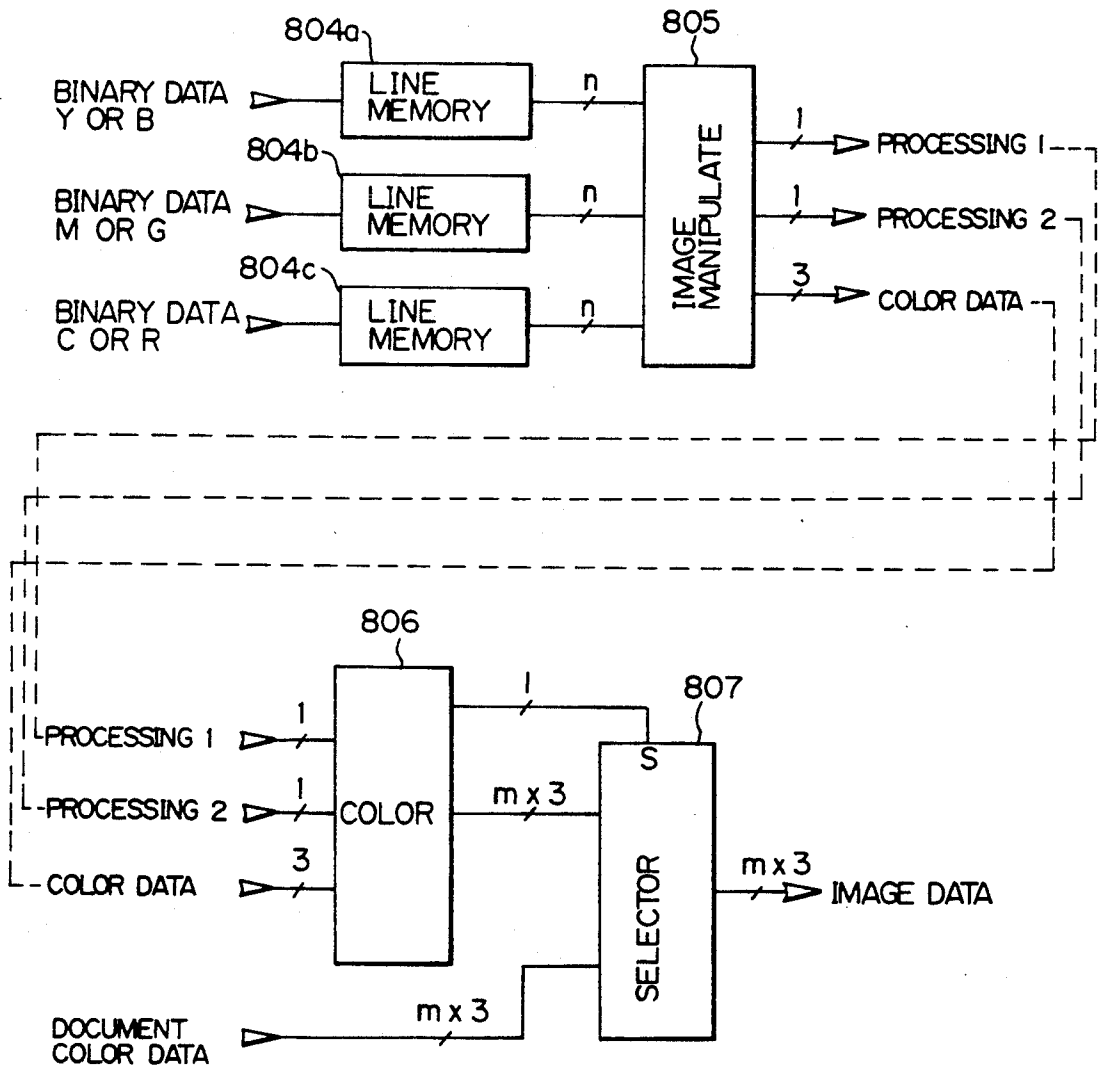 804a
805
BINARY DATA
Y OR B
LINE
MEMORY
n
804b
BINARY DATA
M OR G
LINE
MEMORY
n
804c
BINARY DATA
C OR R
LINE
MEMORY
n
IMAGE
MANIPULATE
1
PROCESSING 1
1
PROCESSING 2
3
COLOR DATA
806
807
PROCESSING 1
1
PROCESSING 2
1
COLOR DATA
3
COLOR
1
S
m x 3
SELECTOR
m x 3
IMAGE DATA
DOCUMENT
COLOR DATA
m x 3